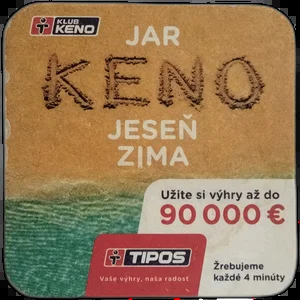 KLUB
KENO
JAR
KENO
JESEŇ
ZIMA
Užite si výhry až do
90 000 €
TIPOS
Vaše výhry, naša radosť
Žrebujeme
každé 4 minúty